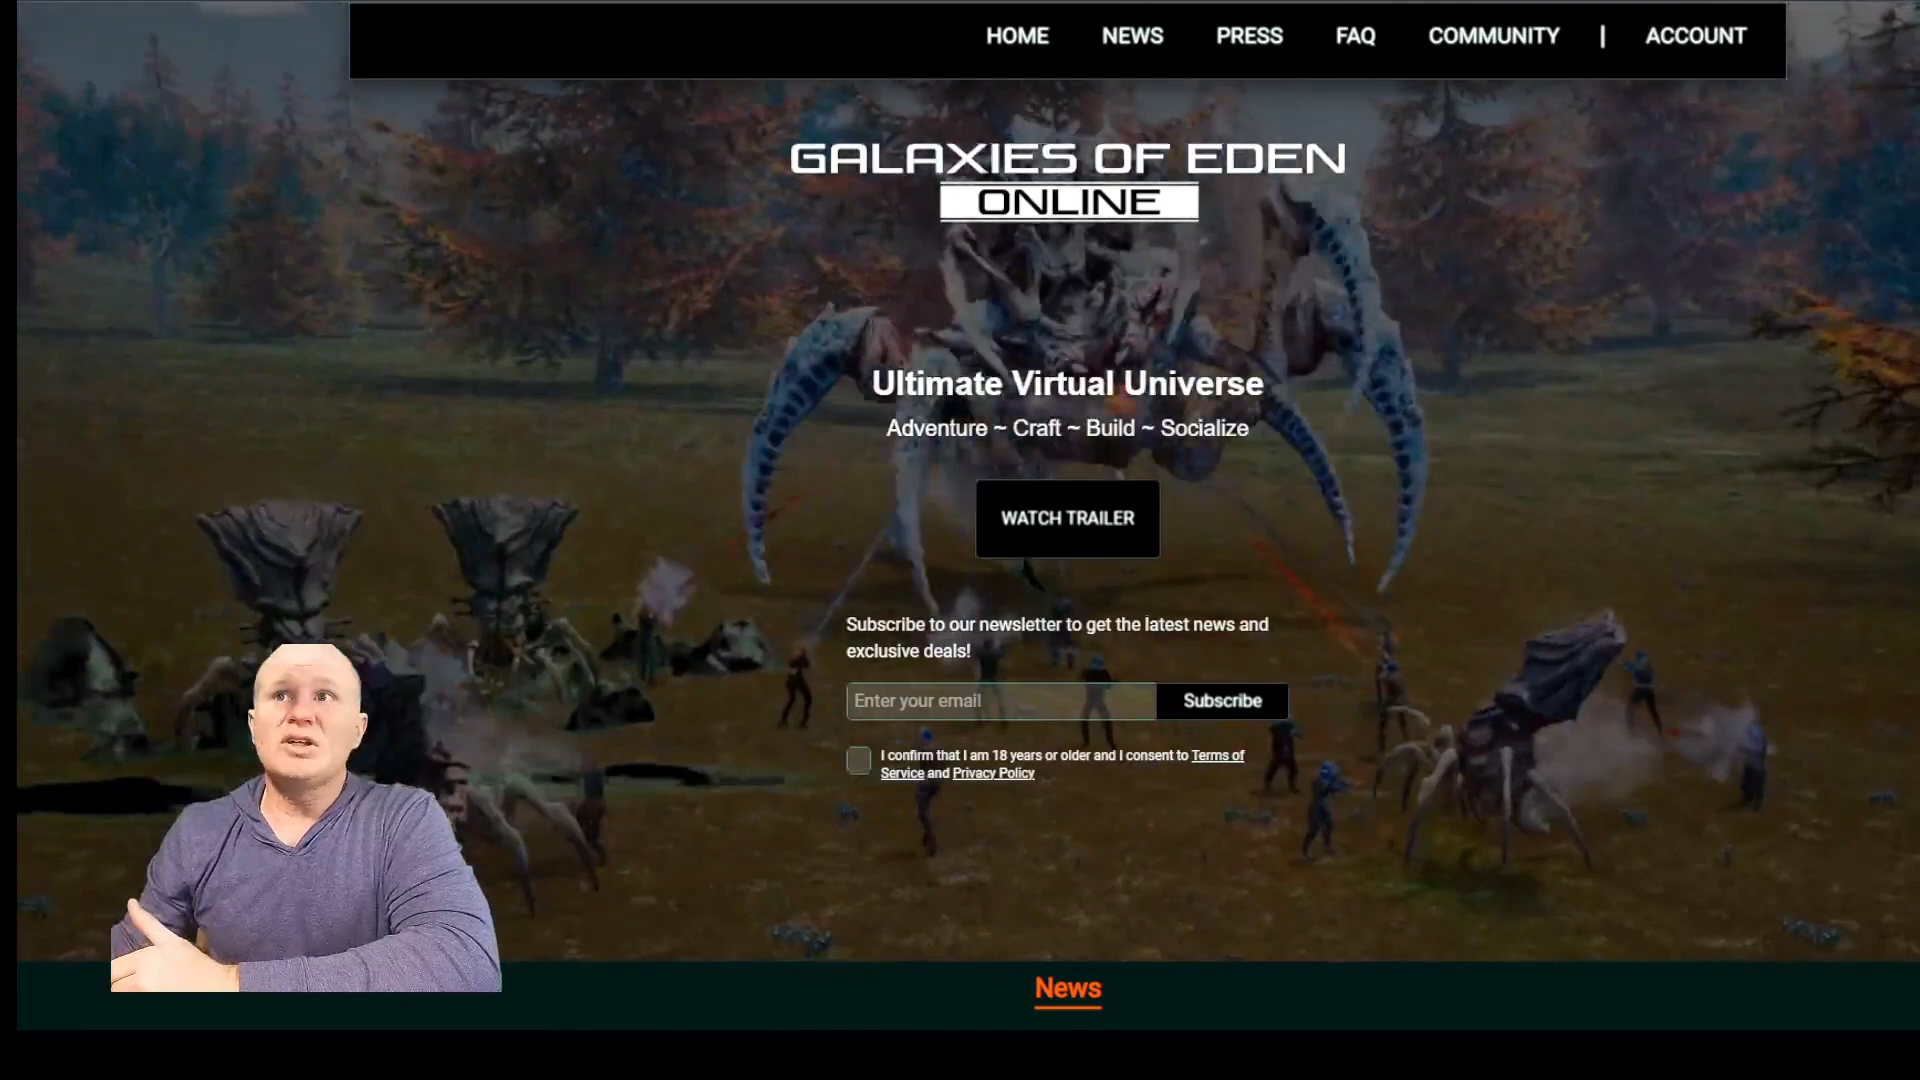 HOME NEWS PRESS FAQ COMMUNITY | ACCOUNT
GALAXIES OF EDEN
ONLINE
Ultimate Virtual Universe
Adventure ~ Craft ~ Build ~ Socialize
WATCH TRAILER
Subscribe to our newsletter to get the latest news and
exclusive deals!
Enter your email Subscribe
I confirm that I am 18 years or older and I consent to Terms of
Service and Privacy Policy
News